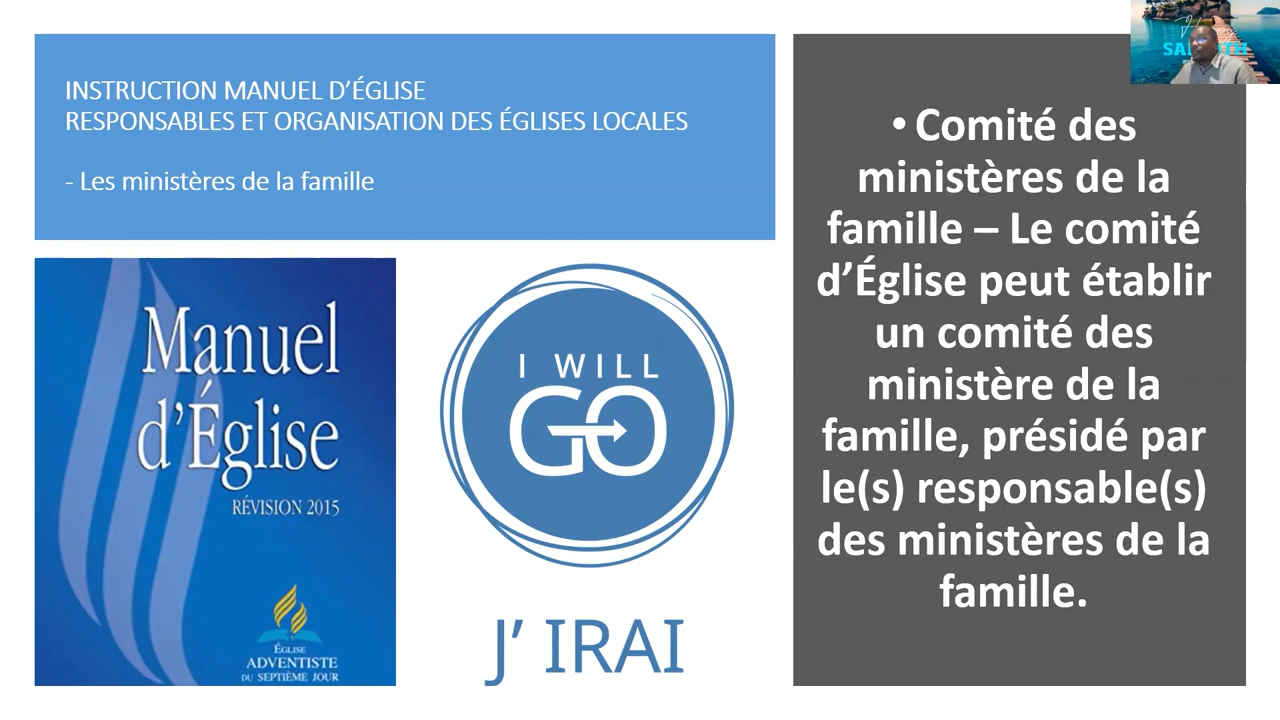 INSTRUCTION MANUEL D’ÉGLISE
RESPONSABLES ET ORGANISATION DES ÉGLISES LOCALES
- Les ministères de la famille
Manuel
d’Église
RÉVISION 2015
ÉGLISE
ADVENTISTE
DU SEPTIÈME JOUR
I WILL
GO
J’ IRAI
• Comité des
ministères de la
famille – Le comité
d’Église peut établir
un comité des
ministère de la
famille, présidé par
le(s) responsable(s)
des ministères de la
famille.